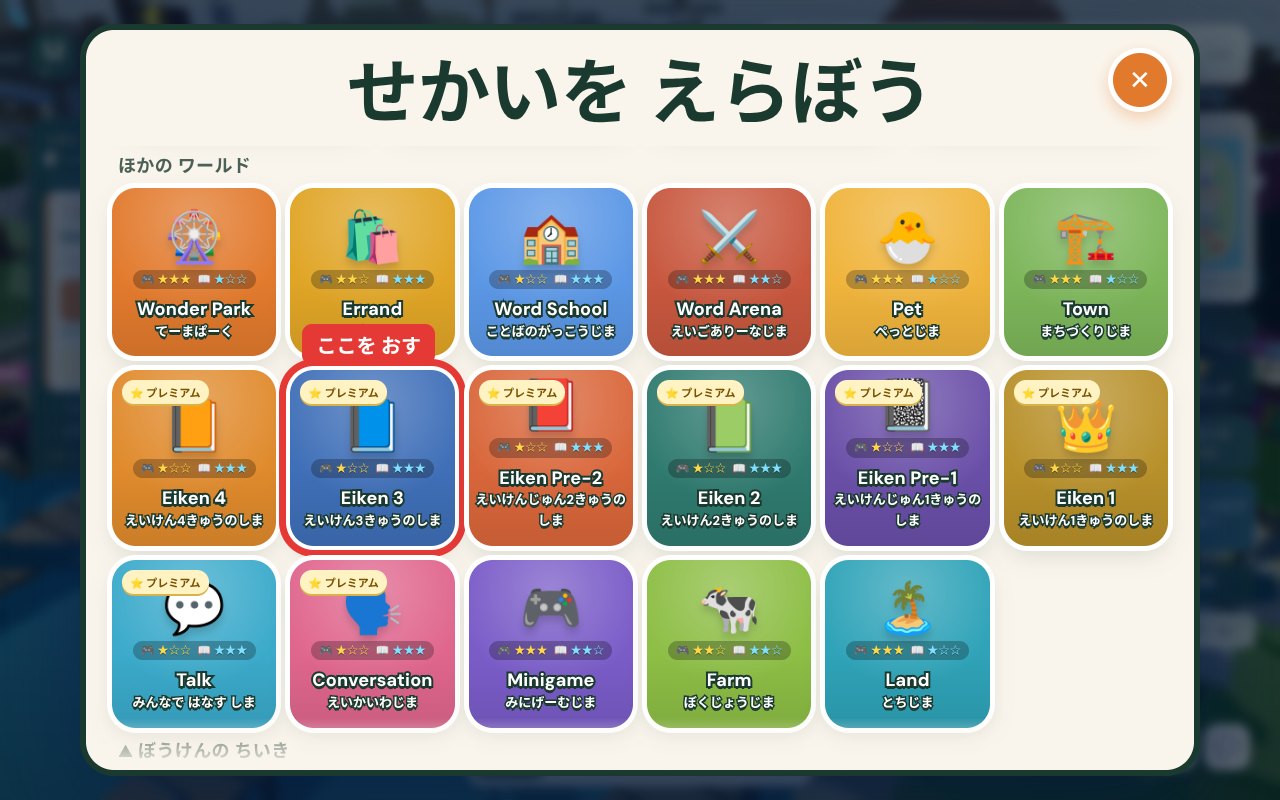 せかいを えらぼう
×
ほかの ワールド
🎮 ★★★ 📖 ★☆☆
Wonder Park
てーまぱーく
🎮 ★★☆ 📖 ★★★
Errand
🎮 ★☆☆ 📖 ★★★
Word School
ことばのがっこうじま
🎮 ★★★ 📖 ★★☆
Word Arena
えいごありーなじま
🎮 ★★★ 📖 ★☆☆
Pet
ぺっとじま
🎮 ★★★ 📖 ★☆☆
Town
まちづくりじま
⭐ プレミアム
🎮 ★☆☆ 📖 ★★★
Eiken 4
えいけん4きゅうのしま
ここを おす
⭐ プレミアム
🎮 ★☆☆ 📖 ★★★
Eiken 3
えいけん3きゅうのしま
⭐ プレミアム
🎮 ★☆☆ 📖 ★★★
Eiken Pre-2
えいけんじゅん2きゅうの
しま
⭐ プレミアム
🎮 ★☆☆ 📖 ★★★
Eiken 2
えいけん2きゅうのしま
⭐ プレミアム
🎮 ★☆☆ 📖 ★★★
Eiken Pre-1
えいけんじゅん1きゅうの
しま
⭐ プレミアム
🎮 ★☆☆ 📖 ★★★
Eiken 1
えいけん1きゅうのしま
⭐ プレミアム
🎮 ★☆☆ 📖 ★★★
Talk
みんなで はなす しま
⭐ プレミアム
🎮 ★☆☆ 📖 ★★★
Conversation
えいかいわじま
🎮 ★★★ 📖 ★★☆
Minigame
みにげーむじま
🎮 ★★☆ 📖 ★★☆
Farm
ぼくじょうじま
🎮 ★★★ 📖 ★☆☆
Land
とちじま
▲ ぼうけんの ちいき